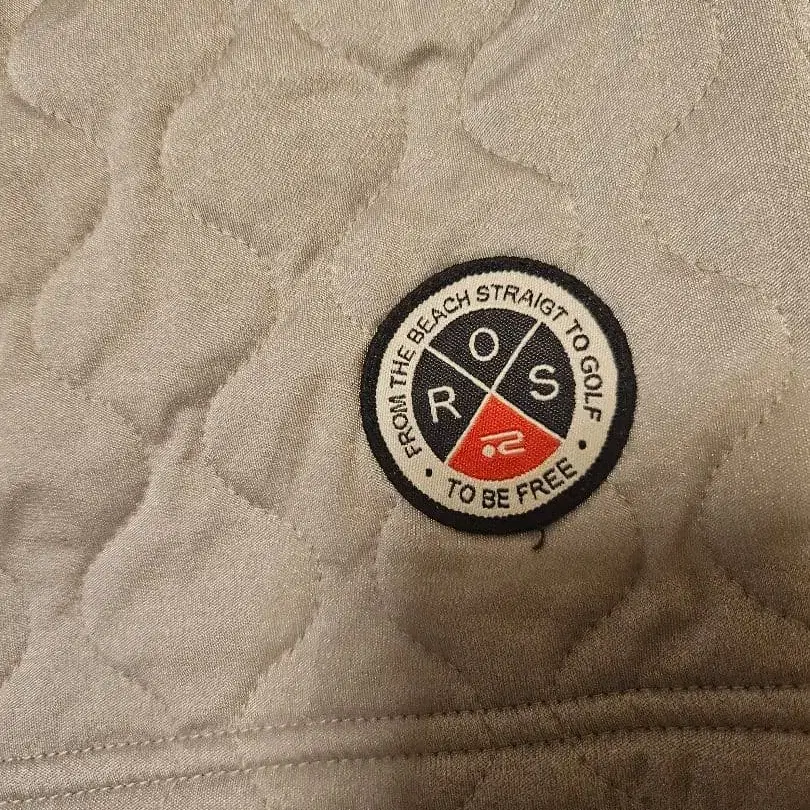 FROM THE BEACH STRAIGT TO GOLF
R O S
• TO BE FREE •